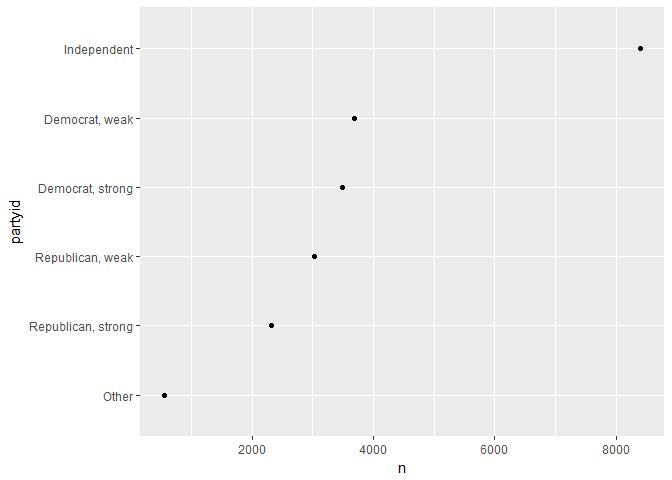 Independent
Democrat, weak
Democrat, strong
Republican, weak
Republican, strong
Other
partyid
2000 4000 6000 8000
n